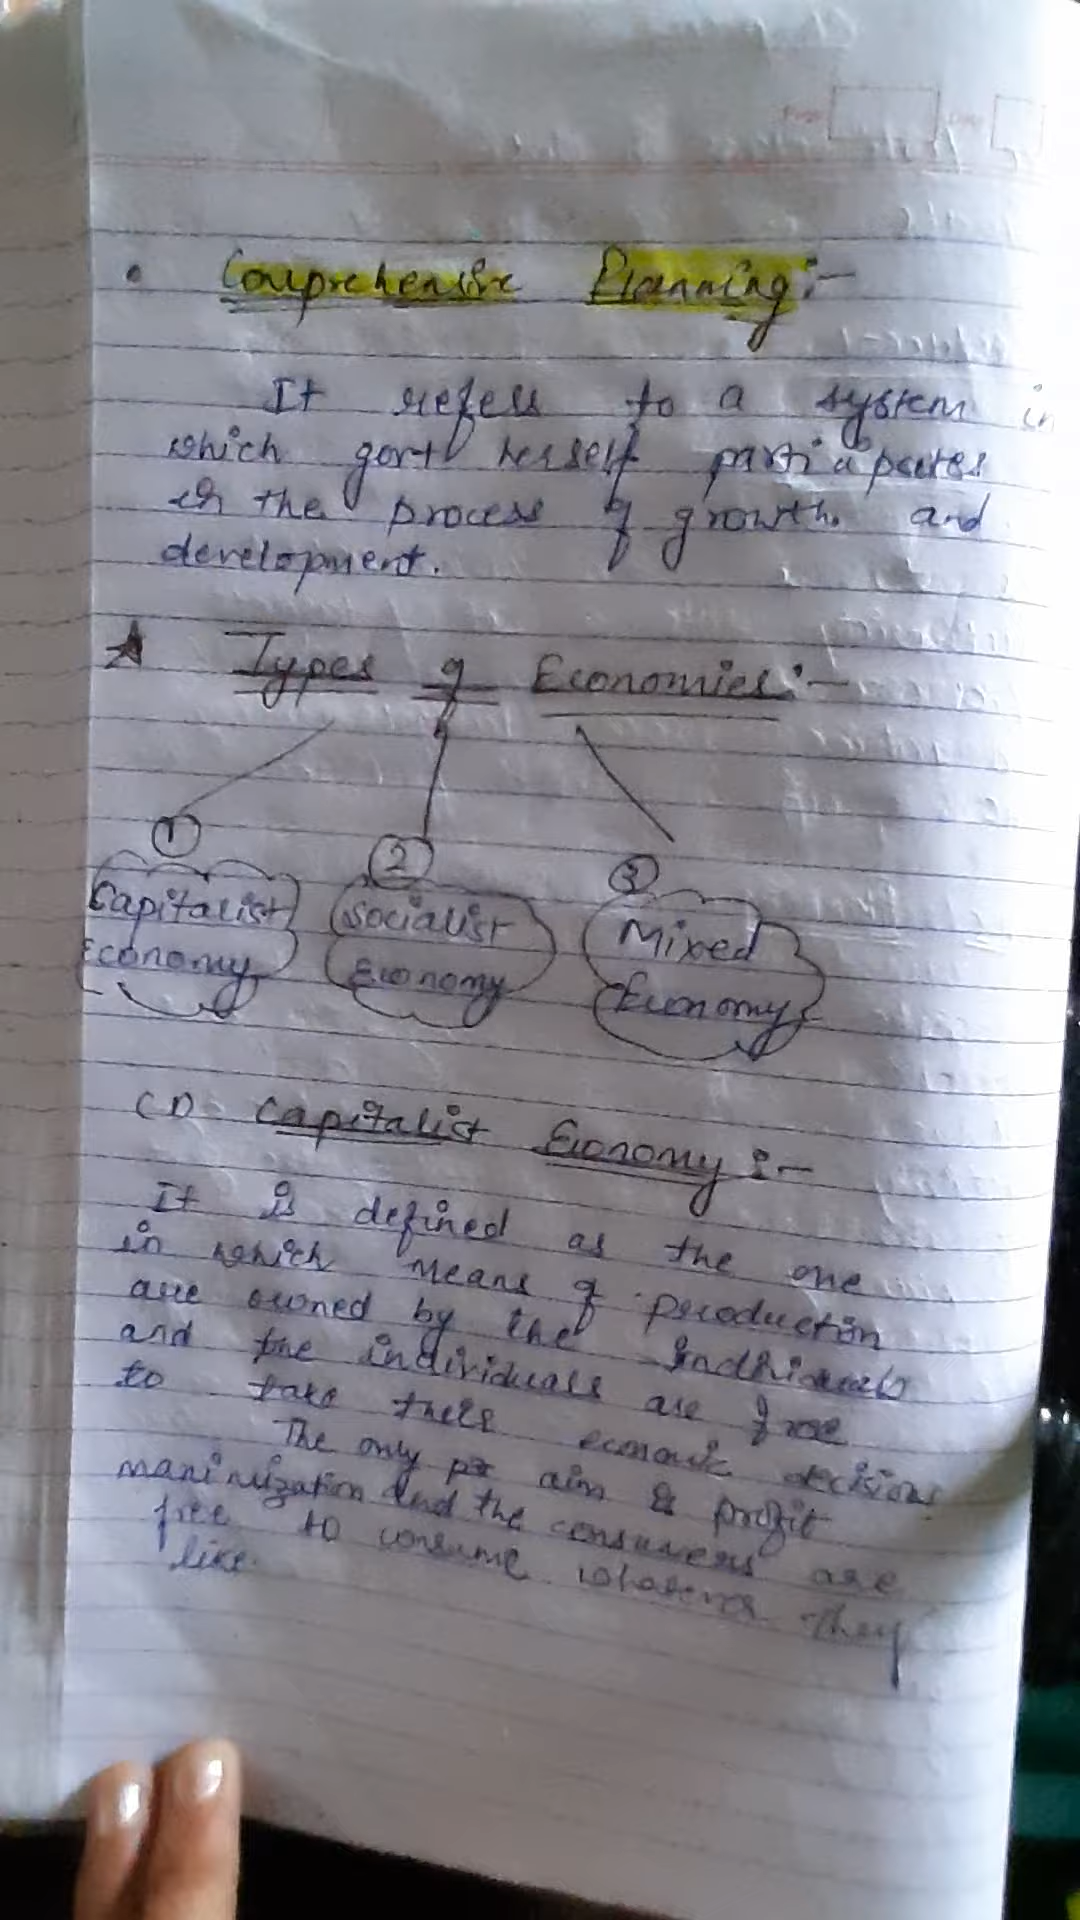 • Comprehensive Planning :-
It refers to a system in
which govt herself participates
in the process of growth and
development.
★ Types of Economies :-
① ② ③
Capitalist Economy
Socialist Economy
Mixed Economy
(1) Capitalist Economy :-
It is defined as the one
in which means of production
are owned by the individuals
and the individuals are free
to take their economic decisions
The only aim is profit
maximization and the consumers are
free to consume whatever they
like.